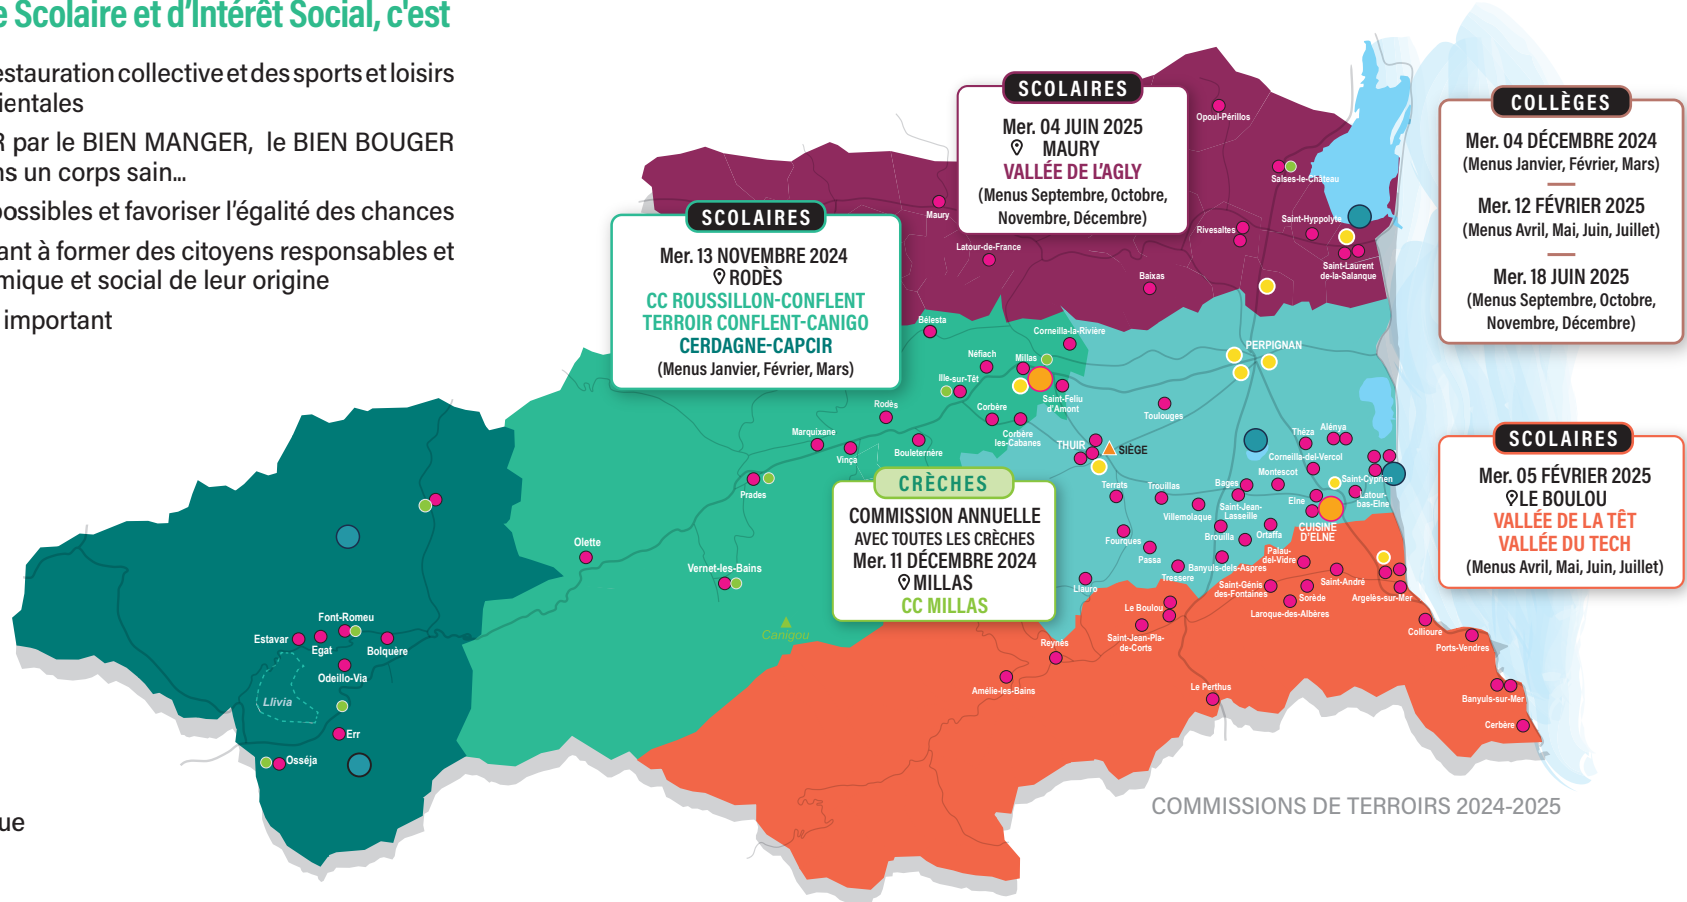 e Scolaire et d'Intérêt Social, c'est
estauration collective et des sports et loisirs
ientales
R par le BIEN MANGER, le BIEN BOUGER
ns un corps sain...
possibles et favoriser l'égalité des chances
ant à former des citoyens responsables et
mique et social de leur origine
important
ue
SCOLAIRES
Mer. 13 NOVEMBRE 2024
RODÈS
CC ROUSSILLON-CONFLENT
TERROIR CONFLENT-CANIGO
CERDAGNE-CAPCIR
(Menus Janvier, Février, Mars)
SCOLAIRES
Mer. 04 JUIN 2025
MAURY
VALLÉE DE L'AGLY
(Menus Septembre, Octobre,
Novembre, Décembre)
COLLÈGES
Mer. 04 DÉCEMBRE 2024
(Menus Janvier, Février, Mars)
Mer. 12 FÉVRIER 2025
(Menus Avril, Mai, Juin, Juillet)
Mer. 18 JUIN 2025
(Menus Septembre, Octobre,
Novembre, Décembre)
SCOLAIRES
Mer. 05 FÉVRIER 2025
LE BOULOU
VALLÉE DE LA TÊT
VALLÉE DU TECH
(Menus Avril, Mai, Juin, Juillet)
CRÈCHES
COMMISSION ANNUELLE
AVEC TOUTES LES CRÈCHES
Mer. 11 DÉCEMBRE 2024
MILLAS
CC MILLAS
Opoul-Périllos
Salses-le-Château
Maury
Saint-Hyppolyte
Rivesaltes
Latour-de-France
Saint-Laurent
de-la-Salanque
Baixas
Bélesta
Corneilla-la-Rivière
PERPIGNAN
Néfiach
Millas
Ille-sur-Têt
Saint-Feliu
d'Amont
Rodès
Corbère
Corbère
les-Cabanes
Toulouges
Marquixane
Vinça
Bouleternère
THUIR
SIÈGE
Théza
Alénya
Corneilla-del-Vercol
Prades
Montescot
Saint-Cyprien
Terrats
Trouillas
Bages
Elne
Latour-
bas-Elne
Villemolaque
Saint-Jean-
Lasseille
CUISINE
D'ELNE
Fourques
Brouilla
Ortaffa
Olette
Passa
Palau-
del-Vidre
Vernet-les-Bains
Tressere
Banyuls-dels-Aspres
Llauro
Saint-Génis
des-Fontaines
Saint-André
Sorède
Argelès-sur-Mer
Le Boulou
Laroque-des-Albères
Font-Romeu
Canigou
Saint-Jean-Pla-
de-Corts
Collioure
Estavar
Egat
Bolquère
Reynès
Ports-Vendres
Odeillo-Via
Amélie-les-Bains
Le Perthus
Llivia
Banyuls-sur-Mer
Err
Cerbère
Osséja
COMMISSIONS DE TERROIRS 2024-2025